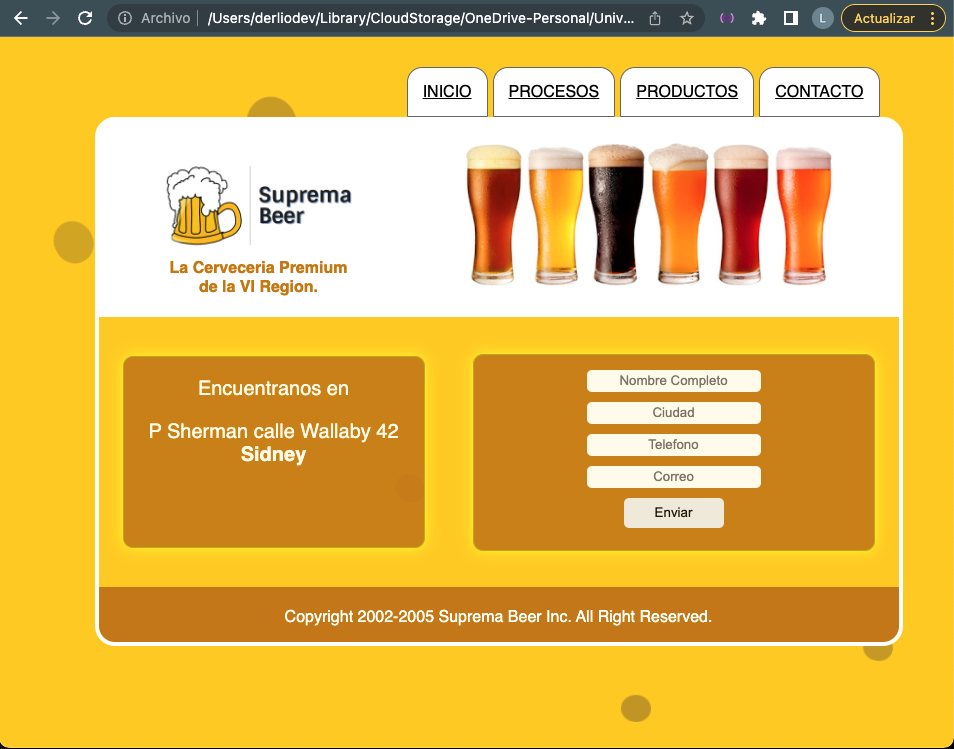 Archivo
/Users/derliodev/Library/CloudStorage/OneDrive-Personal/Univ...
L
Actualizar
INICIO
PROCESOS
PRODUCTOS
CONTACTO
Suprema
Beer
La Cerveceria Premium
de la VI Region.
Encuentranos en
P Sherman calle Wallaby 42
Sidney
Nombre Completo
Ciudad
Telefono
Correo
Enviar
Copyright 2002-2005 Suprema Beer Inc. All Right Reserved.